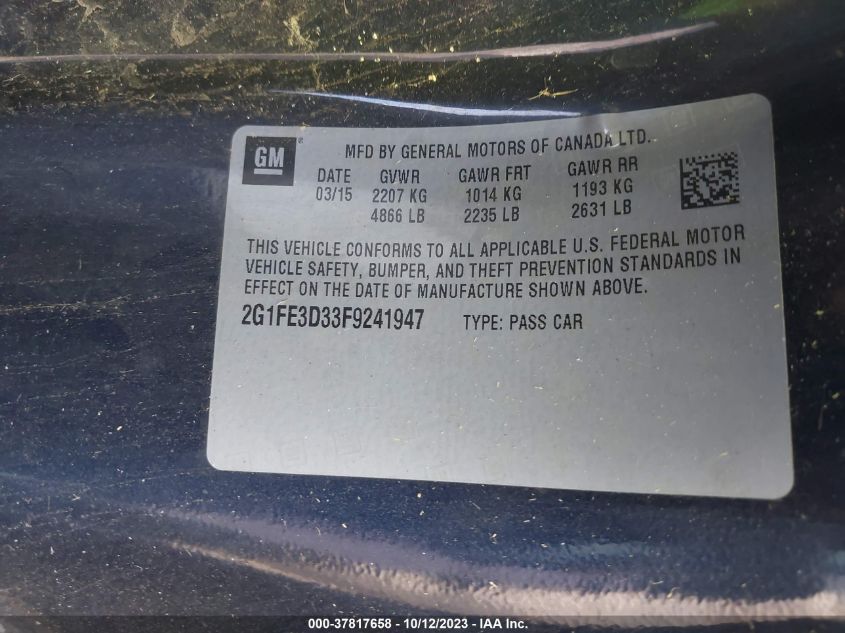 GM
MFD BY GENERAL MOTORS OF CANADA LTD.
DATE GVWR GAWR FRT GAWR RR
03/15 2207 KG 1014 KG 1193 KG
4866 LB 2235 LB 2631 LB
THIS VEHICLE CONFORMS TO ALL APPLICABLE U.S. FEDERAL MOTOR
VEHICLE SAFETY, BUMPER, AND THEFT PREVENTION STANDARDS IN
EFFECT ON THE DATE OF MANUFACTURE SHOWN ABOVE.
2G1FE3D33F9241947 TYPE: PASS CAR
000-37817658 - 10/12/2023 - IAA Inc.